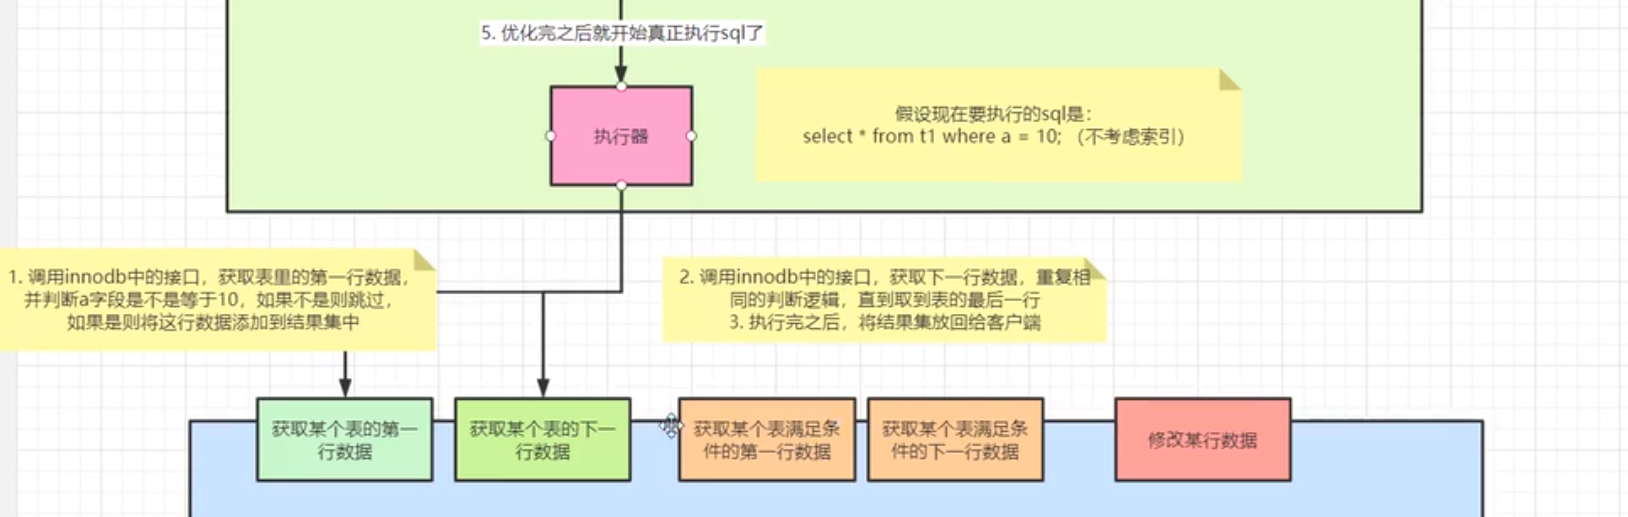 5. 优化完之后就开始真正执行sql了
执行器
假设现在要执行的sql是：
select * from t1 where a = 10; （不考虑索引）
1. 调用innodb中的接口，获取表里的第一行数据，
并判断a字段是不是等于10，如果不是则跳过，
如果是则将这行数据添加到结果集中
2. 调用innodb中的接口，获取下一行数据，重复相
同的判断逻辑，直到取到表的最后一行
3. 执行完之后，将结果集放回给客户端
获取某个表的第一
行数据
获取某个表的下一
行数据
获取某个表满足条
件的第一行数据
获取某个表满足条
件的下一行数据
修改某行数据